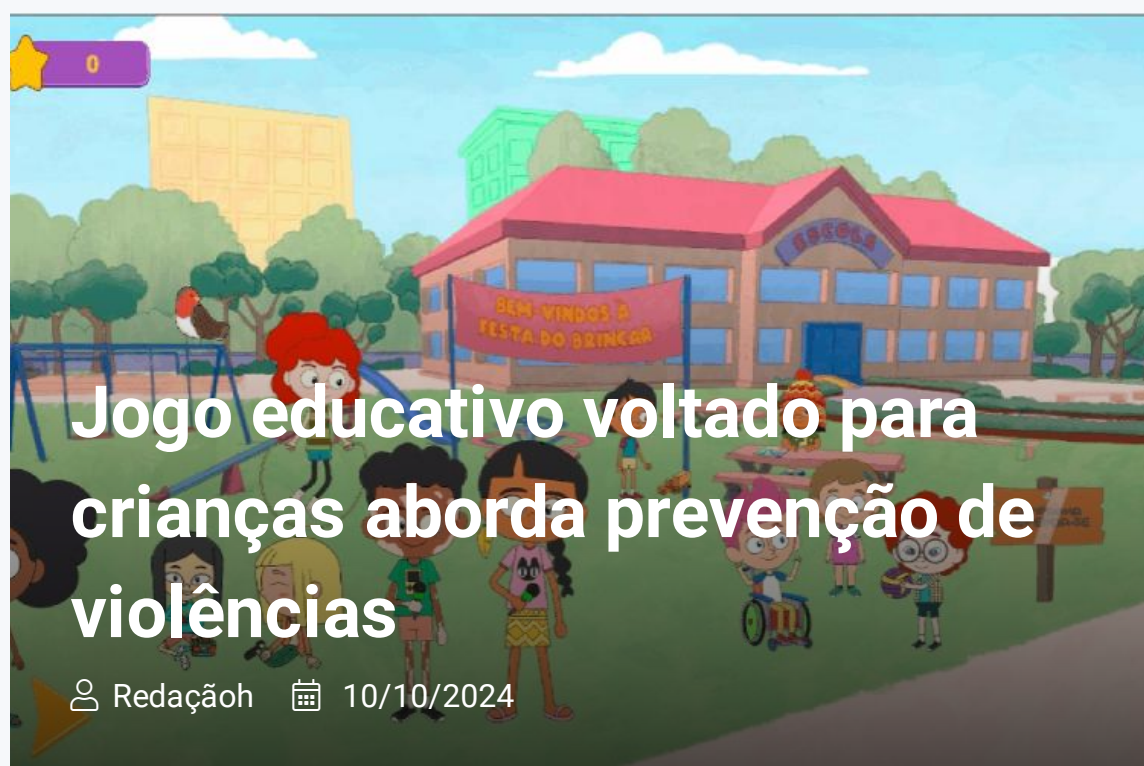 0
ESCOLA
BEM VINDOS A
FESTA DO BRINCAR
Jogo educativo voltado para
crianças aborda prevenção de
violências
Redaçãoh 10/10/2024